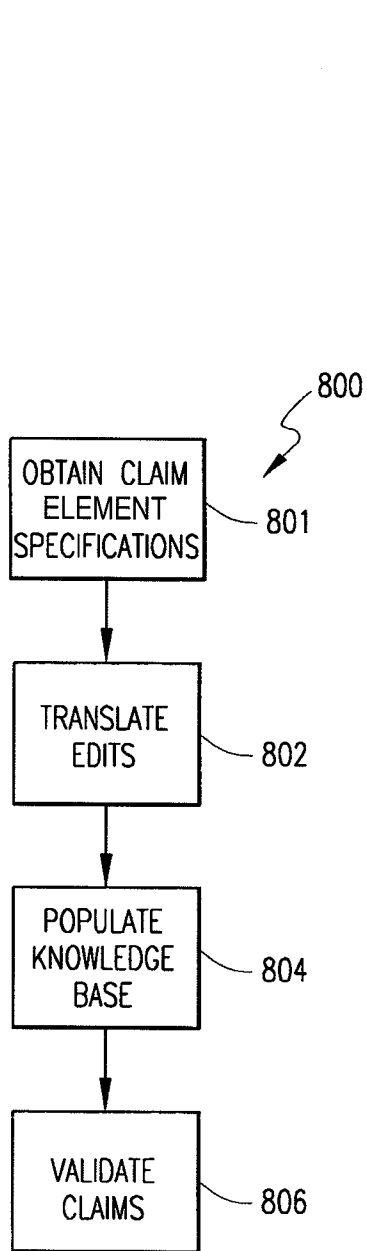 800
OBTAIN CLAIM
ELEMENT
SPECIFICATIONS
801
TRANSLATE
EDITS
802
POPULATE
KNOWLEDGE
BASE
804
VALIDATE
CLAIMS
806